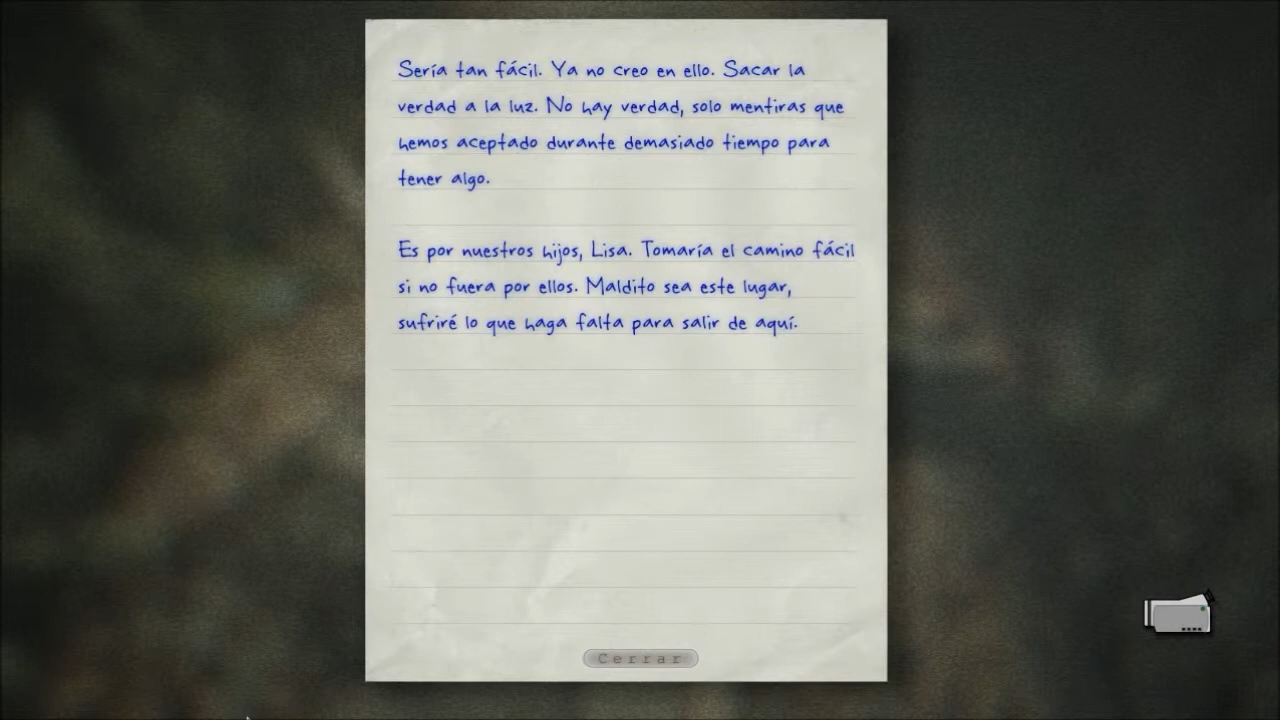 Sería tan fácil. Ya no creo en ello. Sacar la
verdad a la luz. No hay verdad, solo mentiras que
hemos aceptado durante demasiado tiempo para
tener algo.
Es por nuestros hijos, Lisa. Tomaría el camino fácil
si no fuera por ellos. Maldito sea este lugar,
sufriré lo que haga falta para salir de aquí.
Cerrar